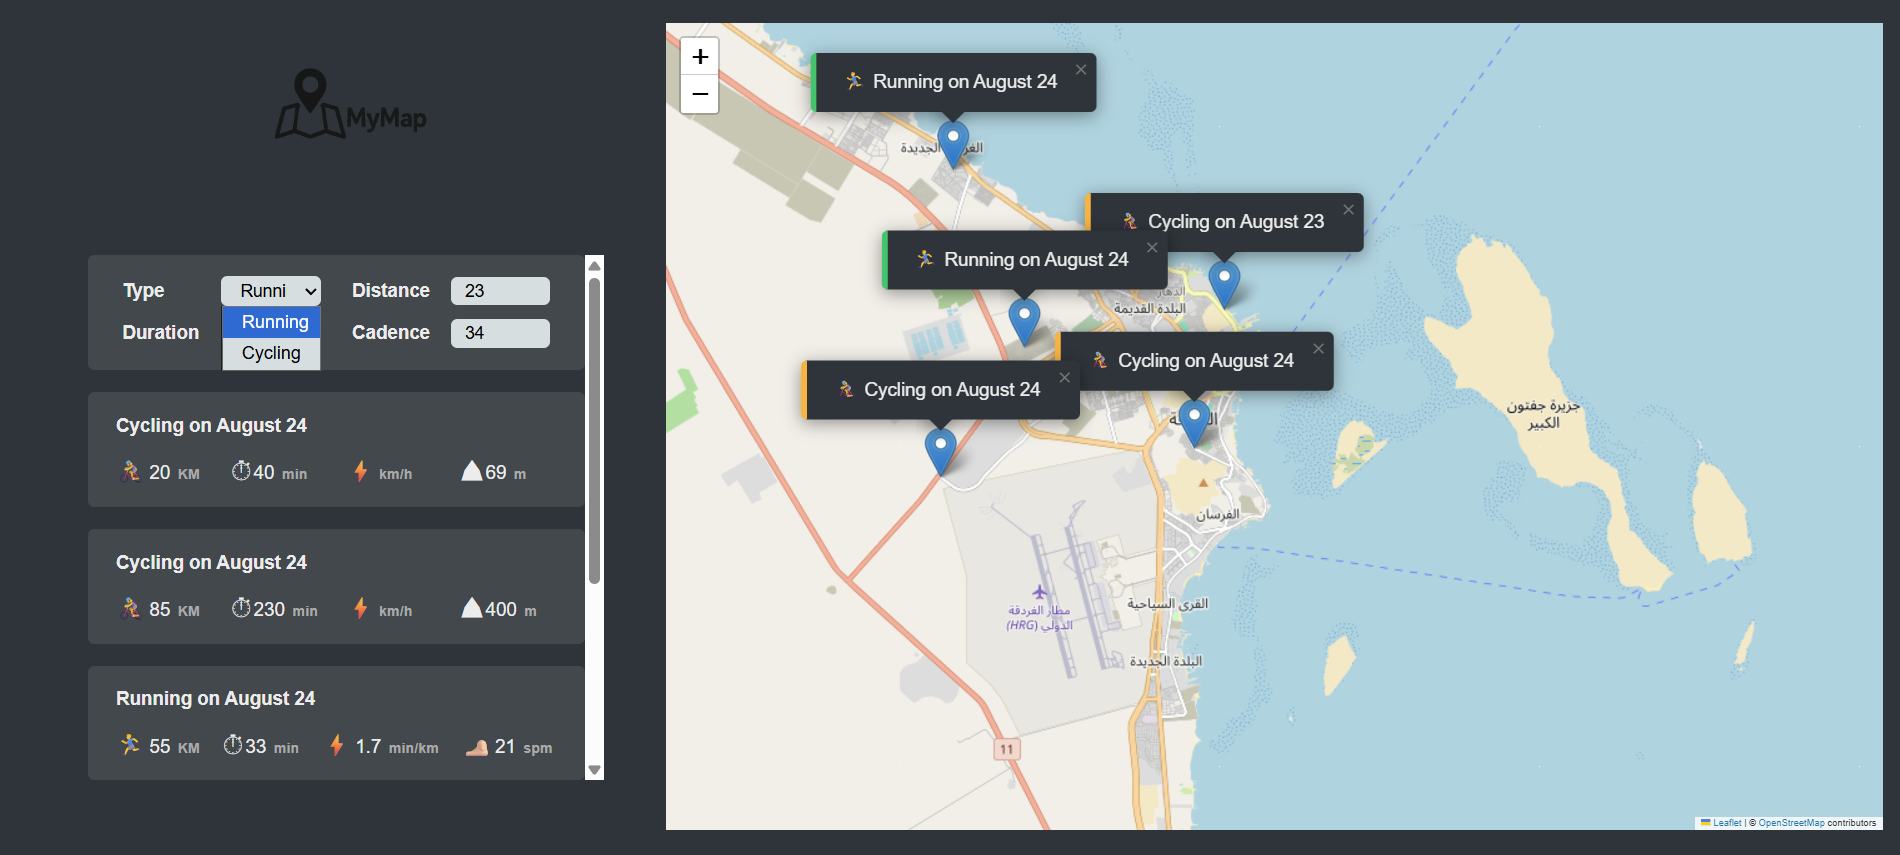 MyMap
Type
Runni
Running
Cycling
Distance
23
Duration
Cadence
34
Cycling on August 24
20 KM
40 min
km/h
69 m
Cycling on August 24
85 KM
230 min
km/h
400 m
Running on August 24
55 KM
33 min
1.7 min/km
21 spm
+
−
Running on August 24 ×
الجديدة
Cycling on August 23 ×
Running on August 24 ×
الدهار
البلدة القديمة
Cycling on August 24 ×
Cycling on August 24 ×
جزيرة جفتون
الكبير
الفرسان
مطار الغردقة
الدولي (HRG)
القرى السياحية
البلدة الجديدة
11
Leaflet | © OpenStreetMap contributors